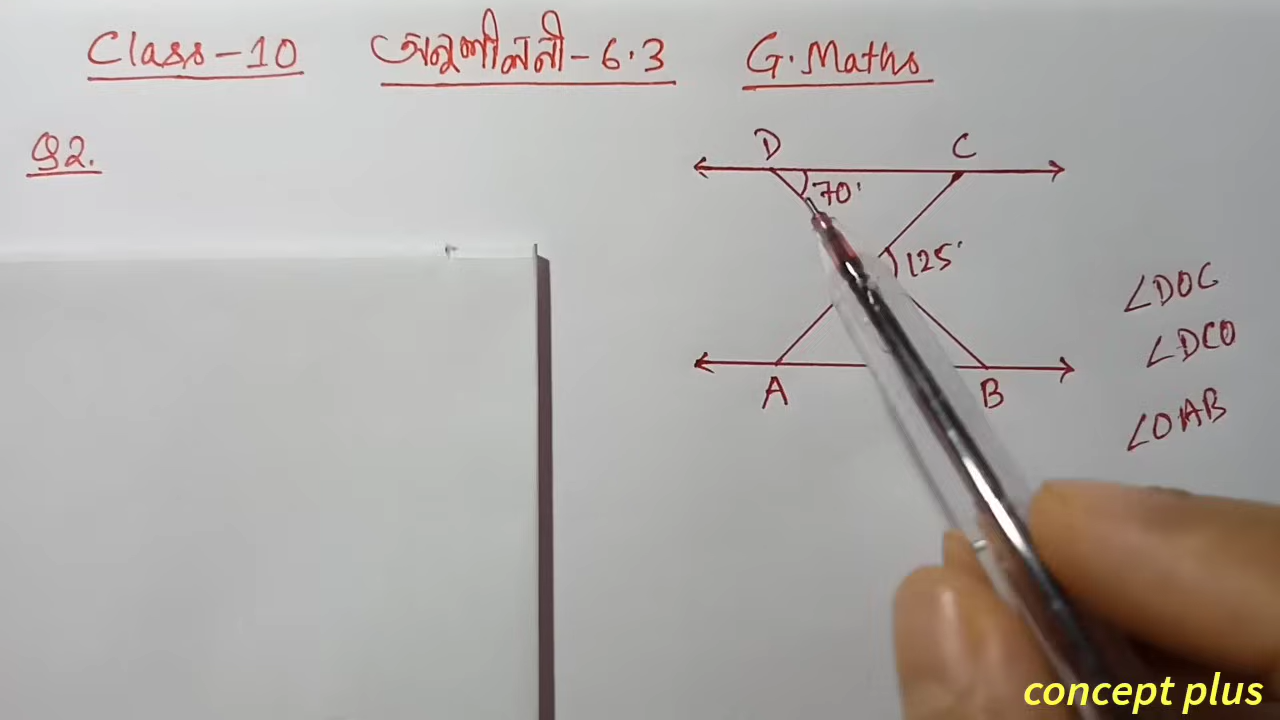 Class-10 অনুশীলনী-6.3 G.Maths
Q2.
D C
70°
125°
∠DOC
∠DCO
∠OAB
A B
concept plus